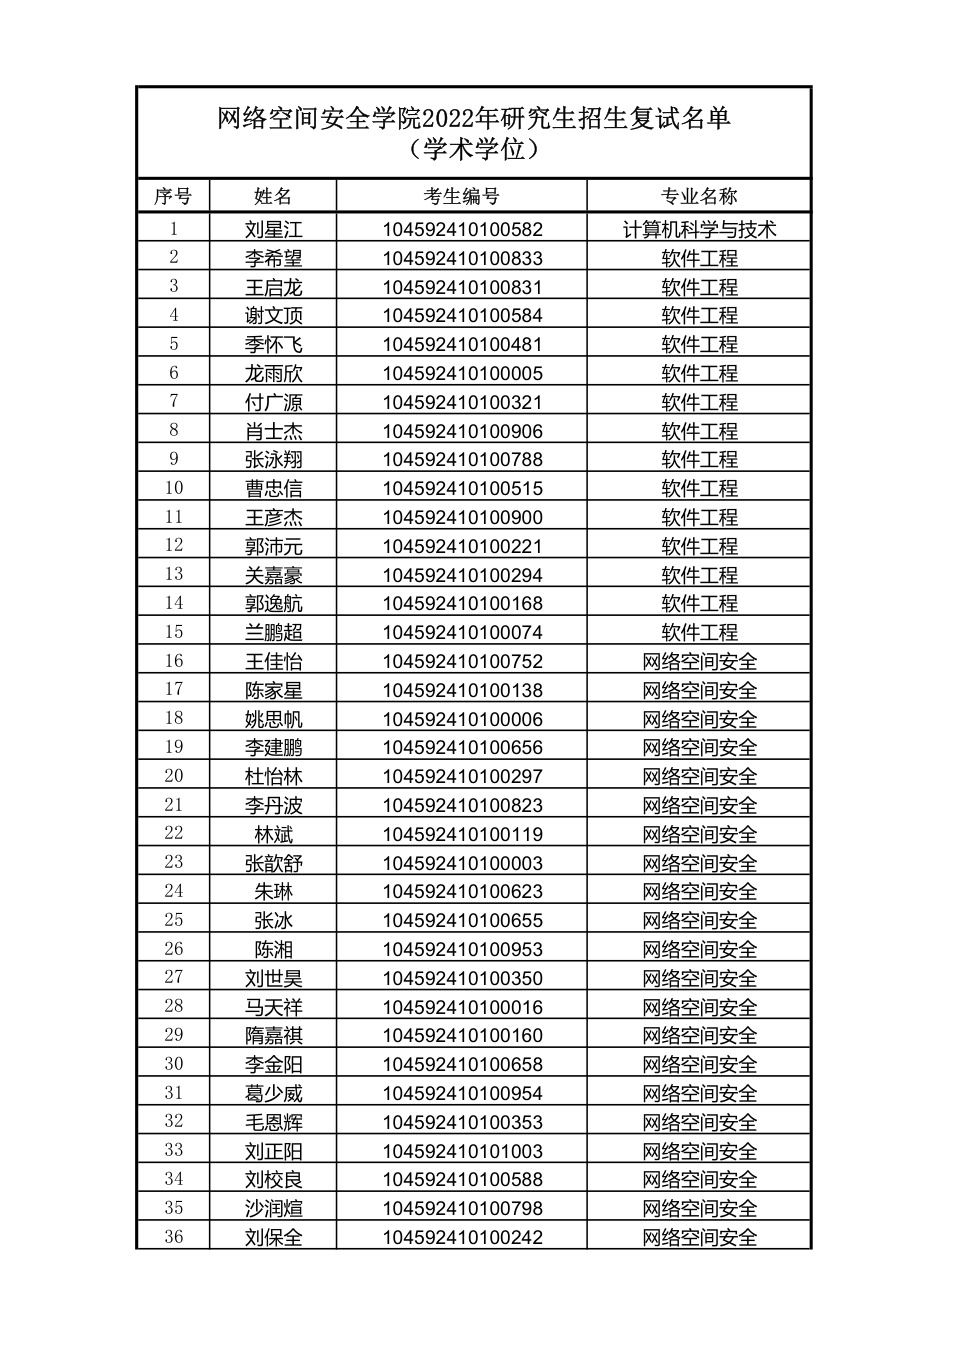 网络空间安全学院2022年研究生招生复试名单
（学术学位）
序号 姓名 考生编号 专业名称
1 刘星江 104592410100582 计算机科学与技术
2 李希望 104592410100833 软件工程
3 王启龙 104592410100831 软件工程
4 谢文顶 104592410100584 软件工程
5 季怀飞 104592410100481 软件工程
6 龙雨欣 104592410100005 软件工程
7 付广源 104592410100321 软件工程
8 肖士杰 104592410100906 软件工程
9 张泳翔 104592410100788 软件工程
10 曹忠信 104592410100515 软件工程
11 王彦杰 104592410100900 软件工程
12 郭沛元 104592410100221 软件工程
13 关嘉豪 104592410100294 软件工程
14 郭逸航 104592410100168 软件工程
15 兰鹏超 104592410100074 软件工程
16 王佳怡 104592410100752 网络空间安全
17 陈家星 104592410100138 网络空间安全
18 姚思帆 104592410100006 网络空间安全
19 李建鹏 104592410100656 网络空间安全
20 杜怡林 104592410100297 网络空间安全
21 李丹波 104592410100823 网络空间安全
22 林斌 104592410100119 网络空间安全
23 张歆舒 104592410100003 网络空间安全
24 朱琳 104592410100623 网络空间安全
25 张冰 104592410100655 网络空间安全
26 陈湘 104592410100953 网络空间安全
27 刘世昊 104592410100350 网络空间安全
28 马天祥 104592410100016 网络空间安全
29 隋嘉祺 104592410100160 网络空间安全
30 李金阳 104592410100658 网络空间安全
31 葛少威 104592410100954 网络空间安全
32 毛恩辉 104592410100353 网络空间安全
33 刘正阳 104592410101003 网络空间安全
34 刘校良 104592410100588 网络空间安全
35 沙润煊 104592410100798 网络空间安全
36 刘保全 104592410100242 网络空间安全